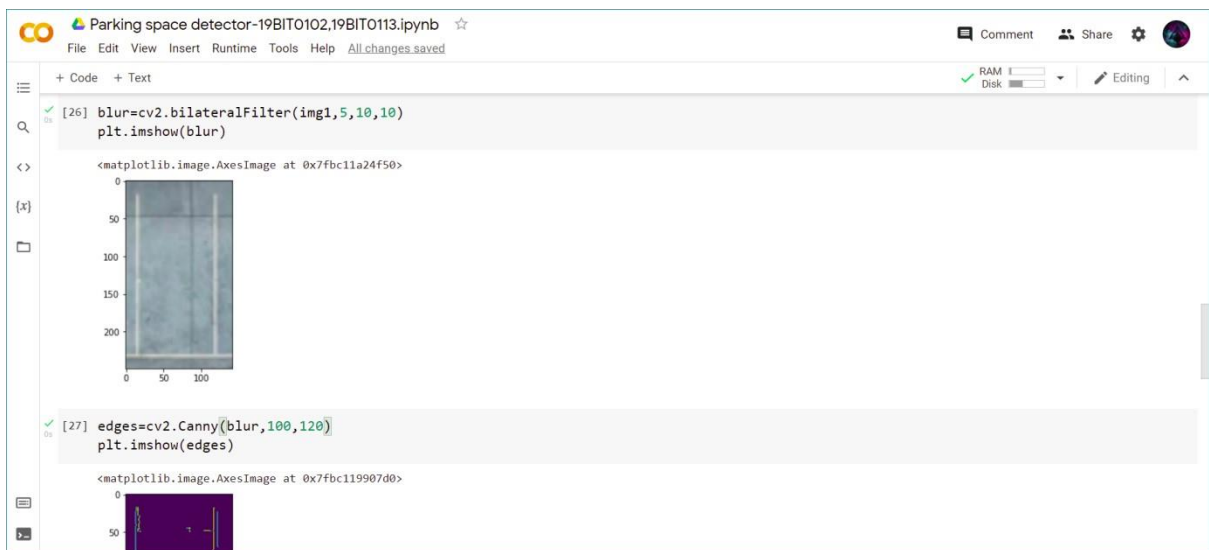 Parking space detector-19BIT0102,19BIT0113.ipynb
File Edit View Insert Runtime Tools Help All changes saved
Comment Share
+ Code + Text
RAM
Disk
Editing
[26] blur=cv2.bilateralFilter(img1,5,10,10)
0s
plt.imshow(blur)
<matplotlib.image.AxesImage at 0x7fbc11a24f50>
0
50
100
150
200
0 50 100
{x}
[27] edges=cv2.Canny(blur,100,120)
0s
plt.imshow(edges)
<matplotlib.image.AxesImage at 0x7fbc119907d0>
0
50